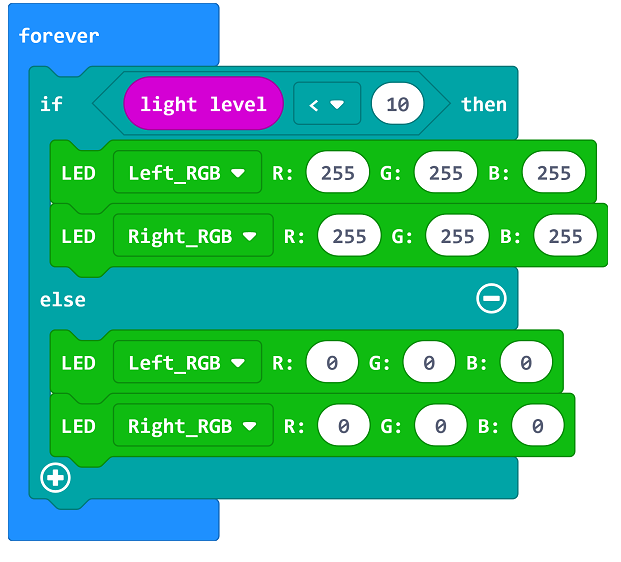 forever
if light level < 10 then
LED Left_RGB R: 255 G: 255 B: 255
LED Right_RGB R: 255 G: 255 B: 255
else
LED Left_RGB R: 0 G: 0 B: 0
LED Right_RGB R: 0 G: 0 B: 0